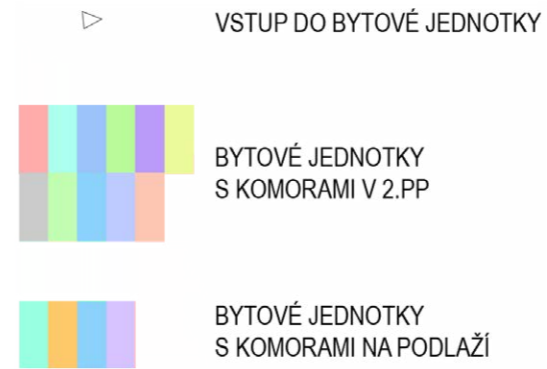 VSTUP DO BYTOVÉ JEDNOTKY
BYTOVÉ JEDNOTKY
S KOMORAMI V 2.PP
BYTOVÉ JEDNOTKY
S KOMORAMI NA PODLAŽÍ